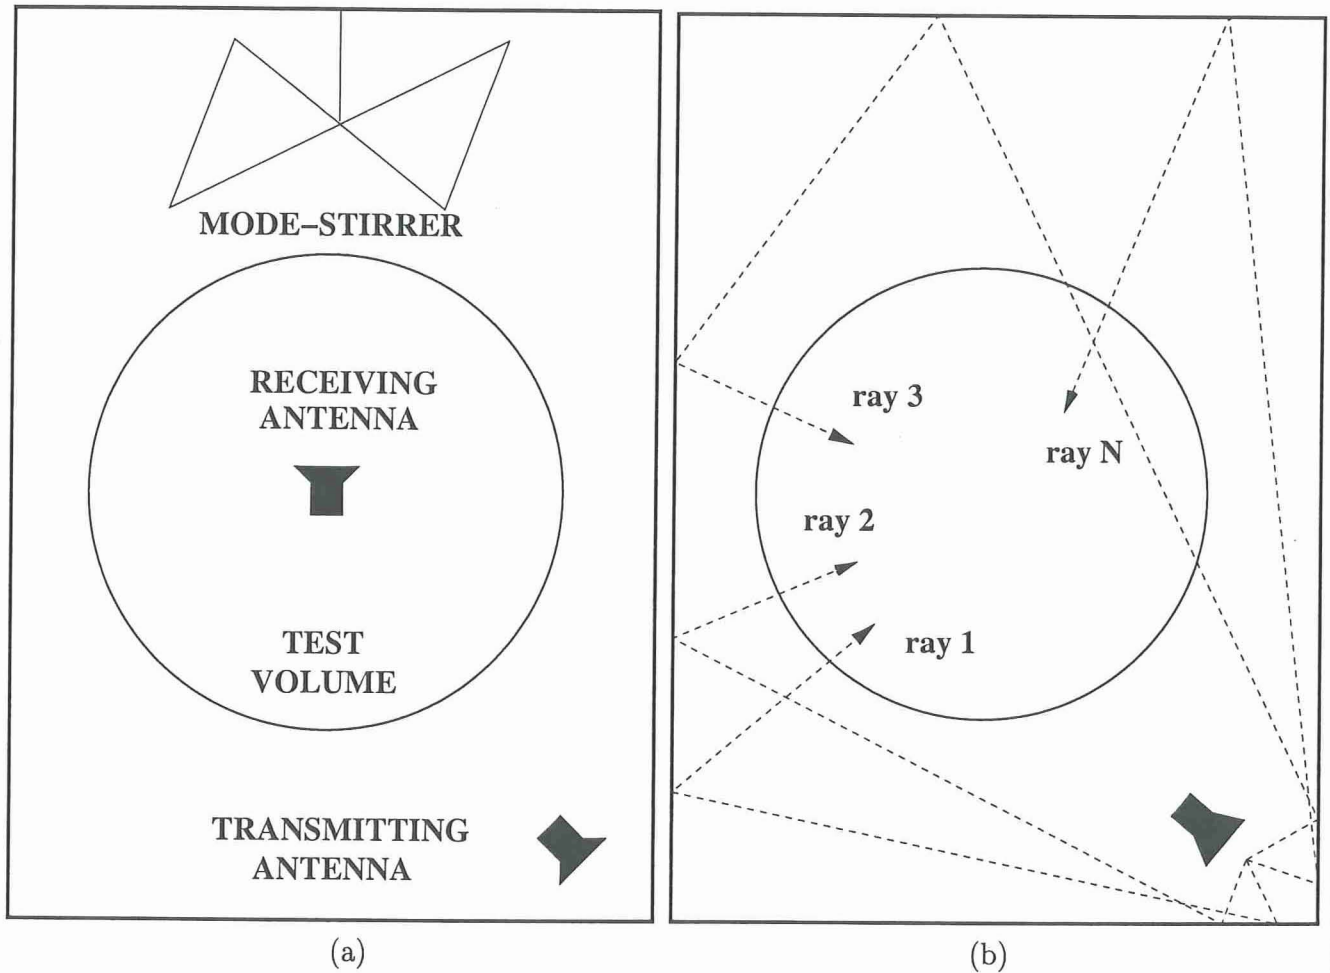 MODE–STIRRER
RECEIVING
ANTENNA
TEST
VOLUME
TRANSMITTING
ANTENNA
(a)
ray 3
ray N
ray 2
ray 1
(b)